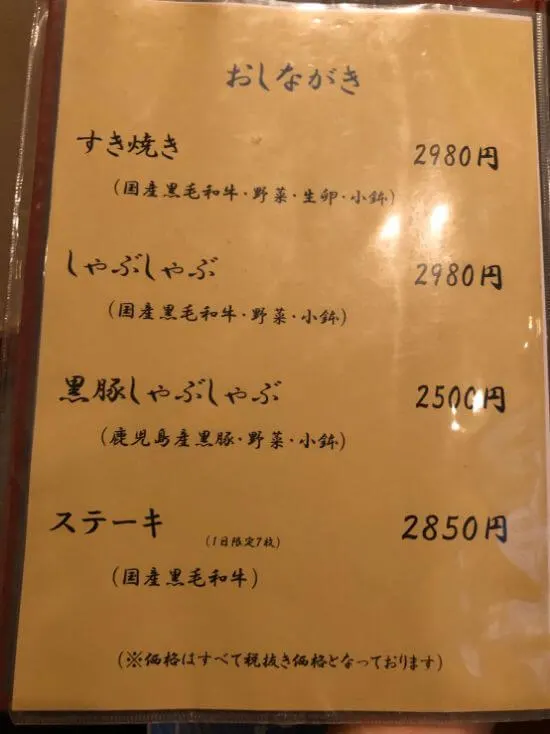 おしながき
すき焼き 2980円
（国産黒毛和牛・野菜・生卵・小鉢）
しゃぶしゃぶ 2980円
（国産黒毛和牛・野菜・小鉢）
黒豚しゃぶしゃぶ 2500円
（鹿児島産黒豚・野菜・小鉢）
ステーキ （1日限定7枚） 2850円
（国産黒毛和牛）
（※価格はすべて税抜き価格となっております）